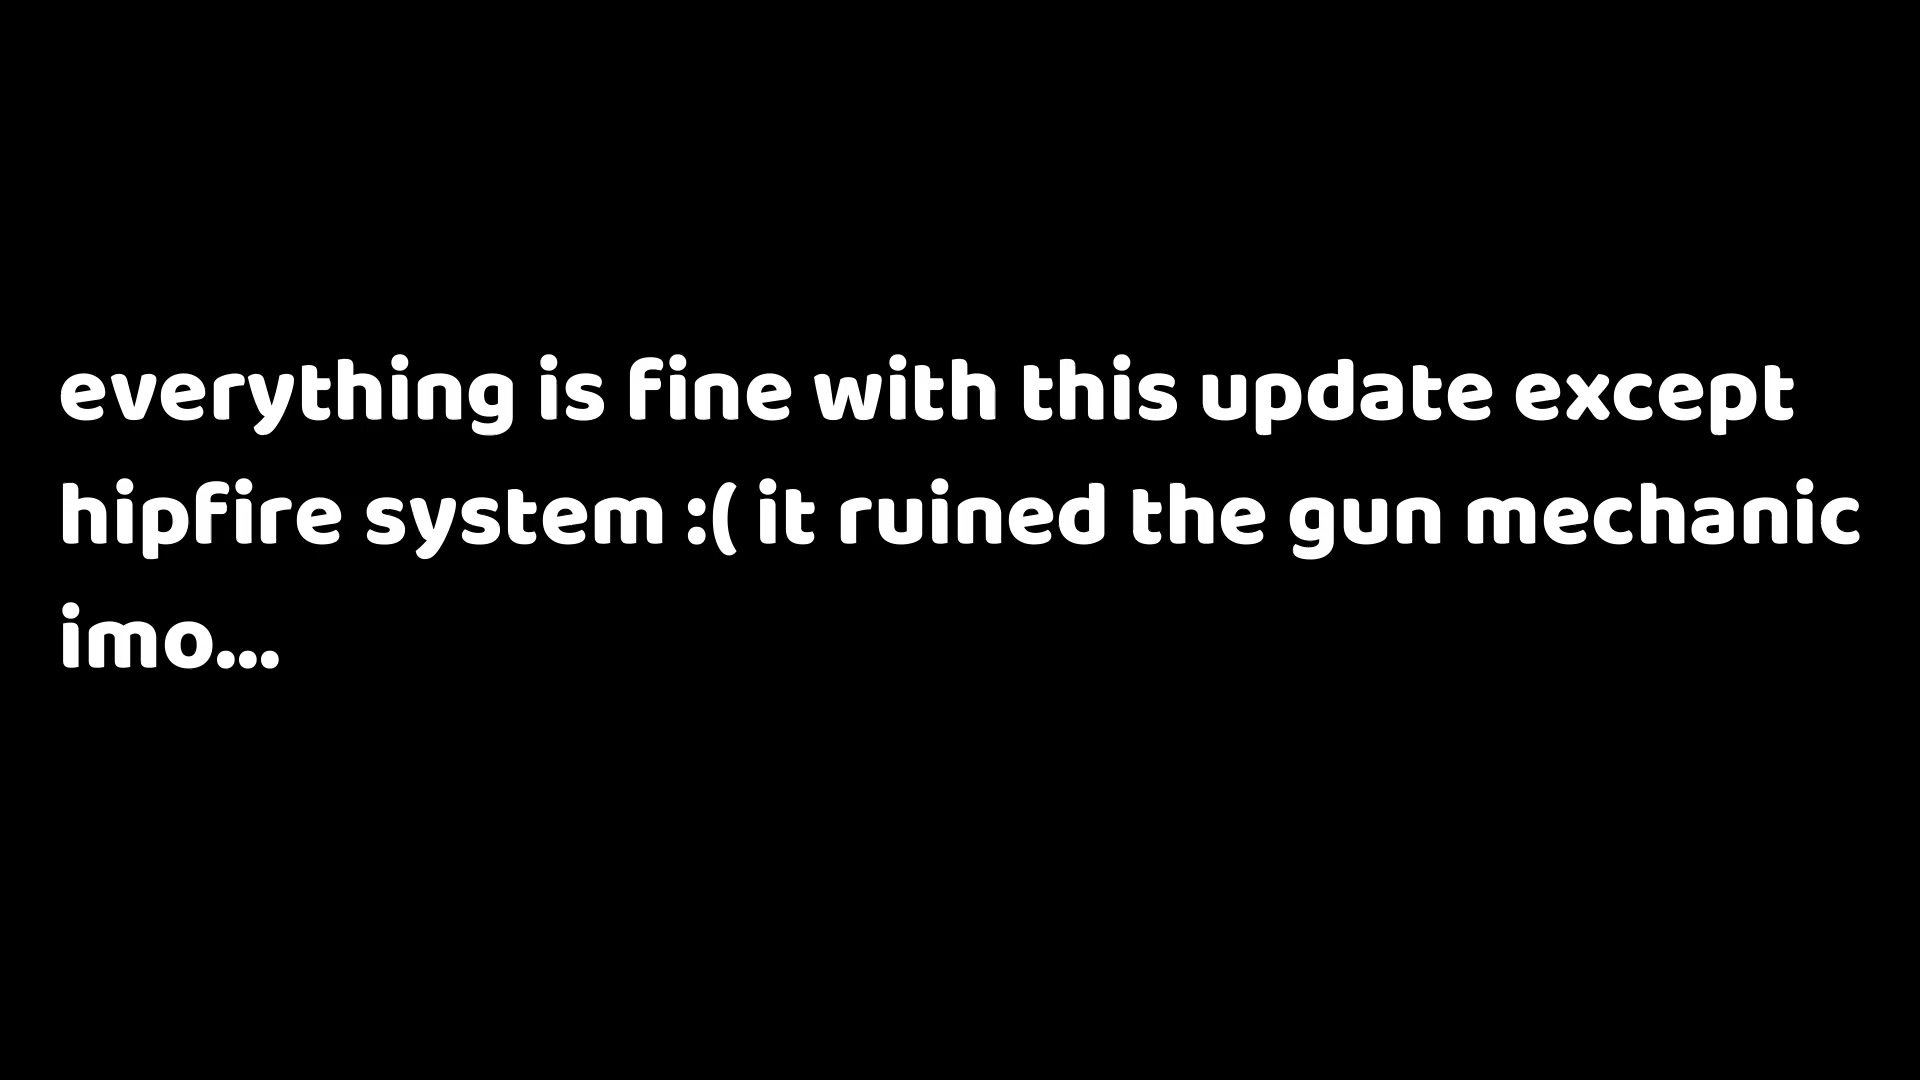 everything is fine with this update except
hipfire system :( it ruined the gun mechanic
imo...